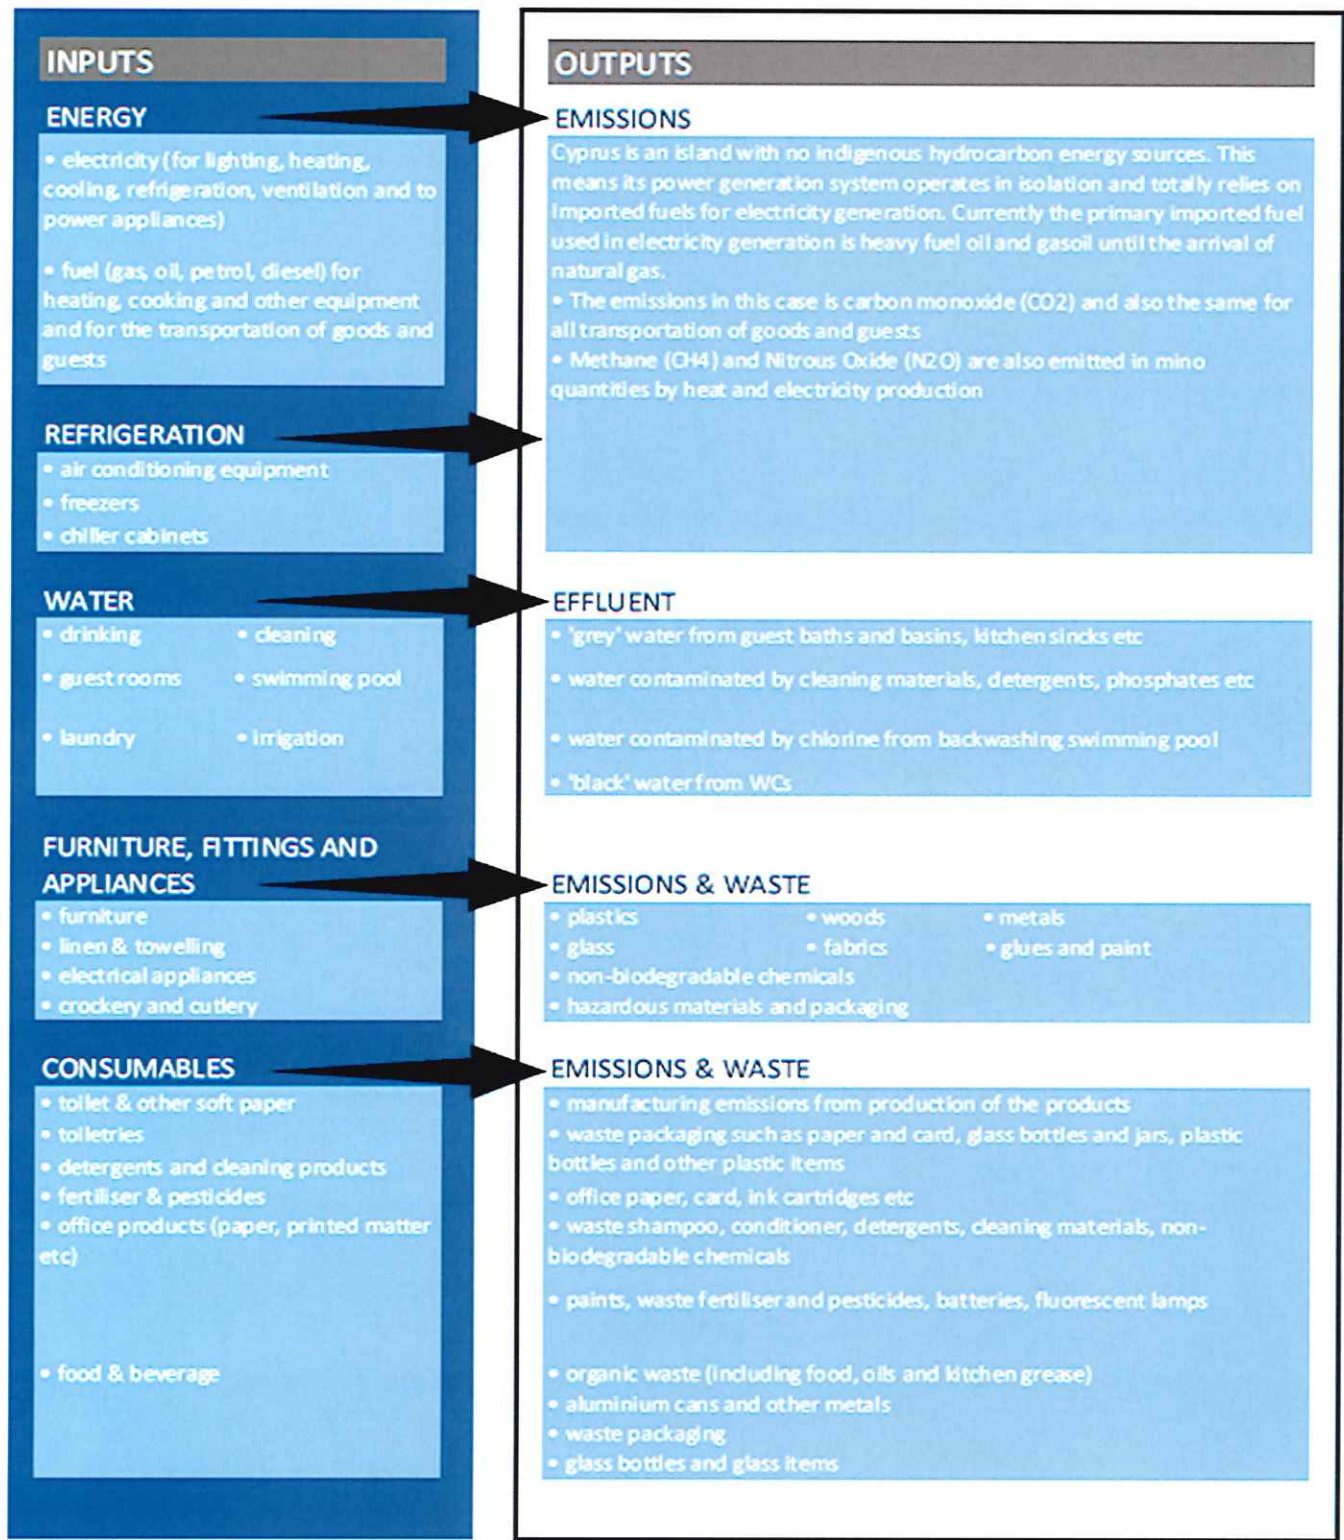 INPUTS
ENERGY
• electricity (for lighting, heating,
cooling, refrigeration, ventilation and to
power appliances)
• fuel (gas, oil, petrol, diesel) for
heating, cooking and other equipment
and for the transportation of goods and
guests
REFRIGERATION
• air conditioning equipment
• freezers
• chiller cabinets
WATER
• drinking • cleaning
• guest rooms • swimming pool
• laundry • irrigation
FURNITURE, FITTINGS AND
APPLIANCES
• furniture
• linen & towelling
• electrical appliances
• crockery and cutlery
CONSUMABLES
• toilet & other soft paper
• toiletries
• detergents and cleaning products
• fertiliser & pesticides
• office products (paper, printed matter
etc)
• food & beverage
OUTPUTS
EMISSIONS
Cyprus is an island with no indigenous hydrocarbon energy sources. This
means its power generation system operates in isolation and totally relies on
imported fuels for electricity generation. Currently the primary imported fuel
used in electricity generation is heavy fuel oil and gasoil until the arrival of
natural gas.
• The emissions in this case is carbon monoxide (CO2) and also the same for
all transportation of goods and guests
• Methane (CH4) and Nitrous Oxide (N2O) are also emitted in mino
quantities by heat and electricity production
EFFLUENT
• 'grey' water from guest baths and basins, kitchen sincks etc
• water contaminated by cleaning materials, detergents, phosphates etc
• water contaminated by chlorine from backwashing swimming pool
• 'black' water from WCs
EMISSIONS & WASTE
• plastics • woods • metals
• glass • fabrics • glues and paint
• non-biodegradable chemicals
• hazardous materials and packaging
EMISSIONS & WASTE
• manufacturing emissions from production of the products
• waste packaging such as paper and card, glass bottles and jars, plastic
bottles and other plastic items
• office paper, card, ink cartridges etc
• waste shampoo, conditioner, detergents, cleaning materials, non-
biodegradable chemicals
• paints, waste fertiliser and pesticides, batteries, fluorescent lamps
• organic waste (including food, oils and kitchen grease)
• aluminium cans and other metals
• waste packaging
• glass bottles and glass items